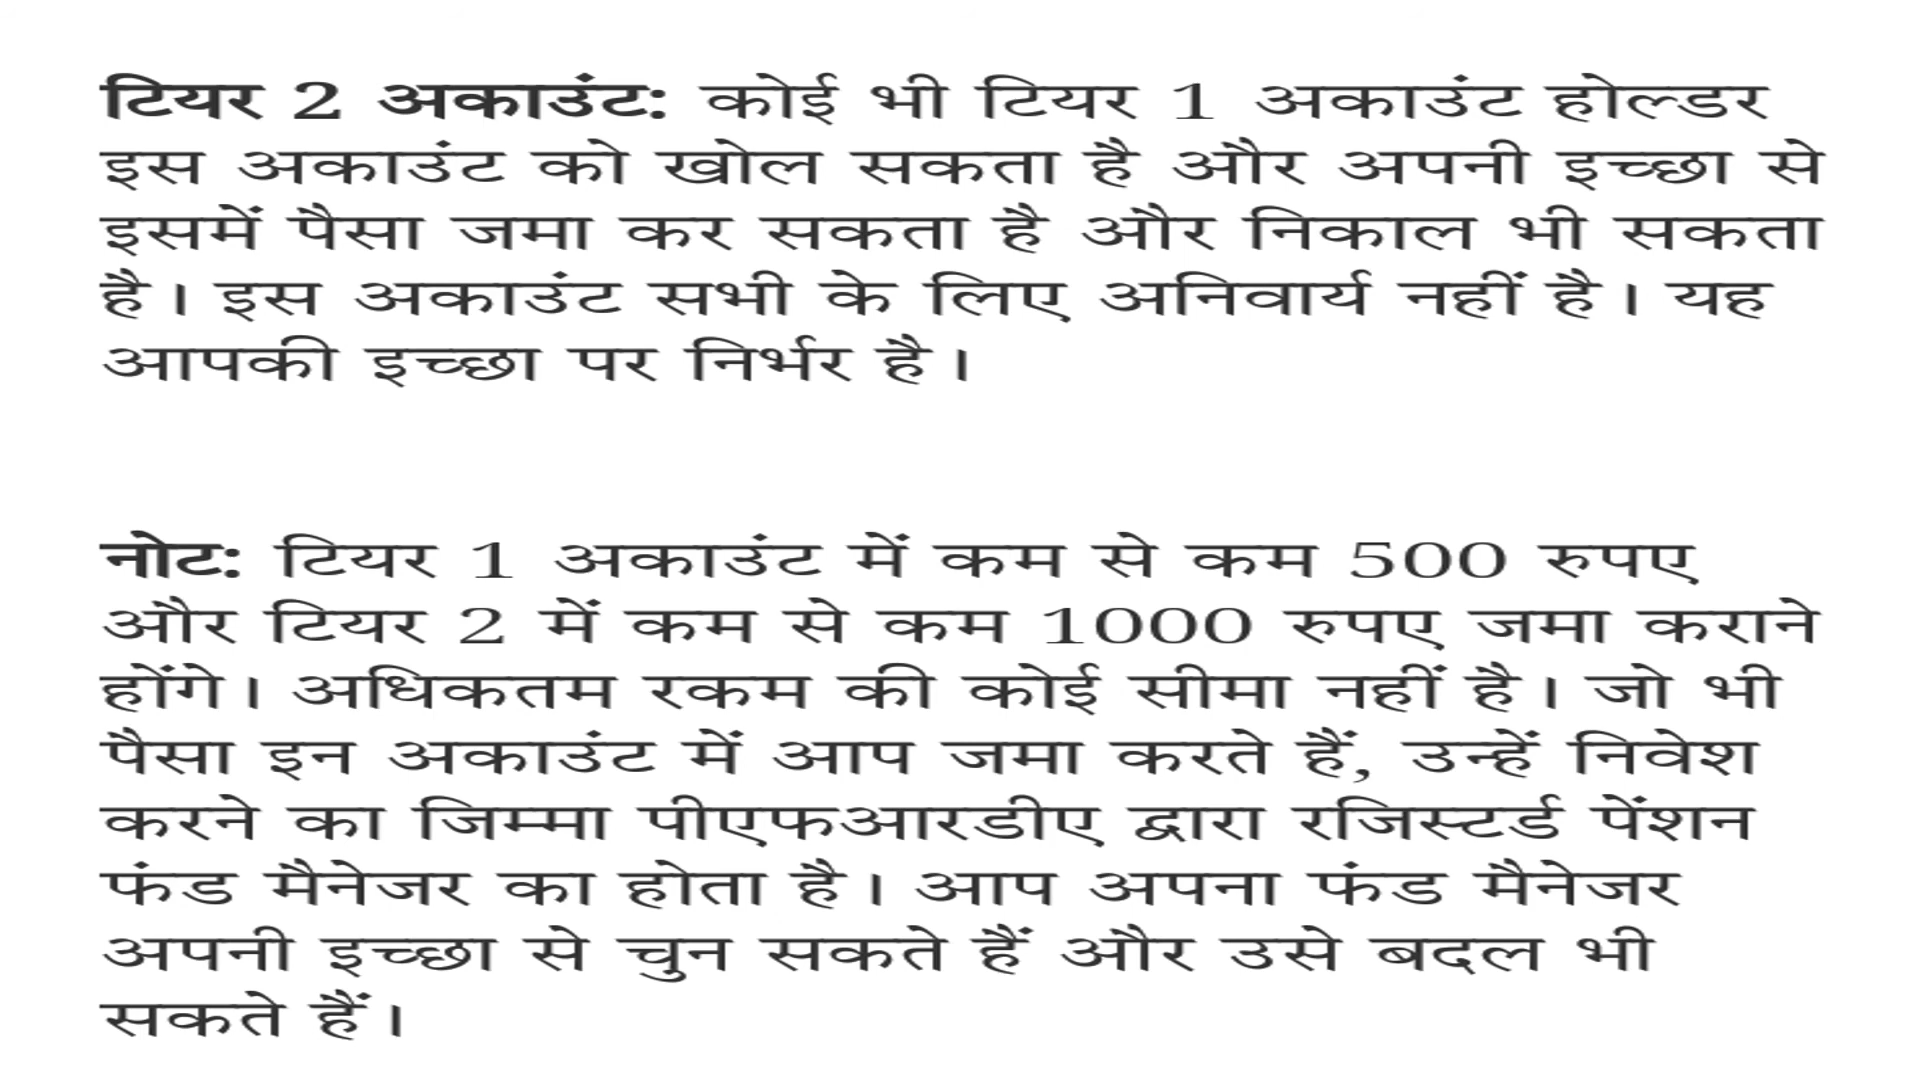 टियर 2 अकाउंट: कोई भी टियर 1 अकाउंट होल्डर
इस अकाउंट को खोल सकता है और अपनी इच्छा से
इसमें पैसा जमा कर सकता है और निकाल भी सकता
है। इस अकाउंट सभी के लिए अनिवार्य नहीं है। यह
आपकी इच्छा पर निर्भर है।
नोट: टियर 1 अकाउंट में कम से कम 500 रुपए
और टियर 2 में कम से कम 1000 रुपए जमा कराने
होंगे। अधिकतम रकम की कोई सीमा नहीं है। जो भी
पैसा इन अकाउंट में आप जमा करते हैं, उन्हें निवेश
करने का जिम्मा पीएफआरडीए द्वारा रजिस्टर्ड पेंशन
फंड मैनेजर का होता है। आप अपना फंड मैनेजर
अपनी इच्छा से चुन सकते हैं और उसे बदल भी
सकते हैं।